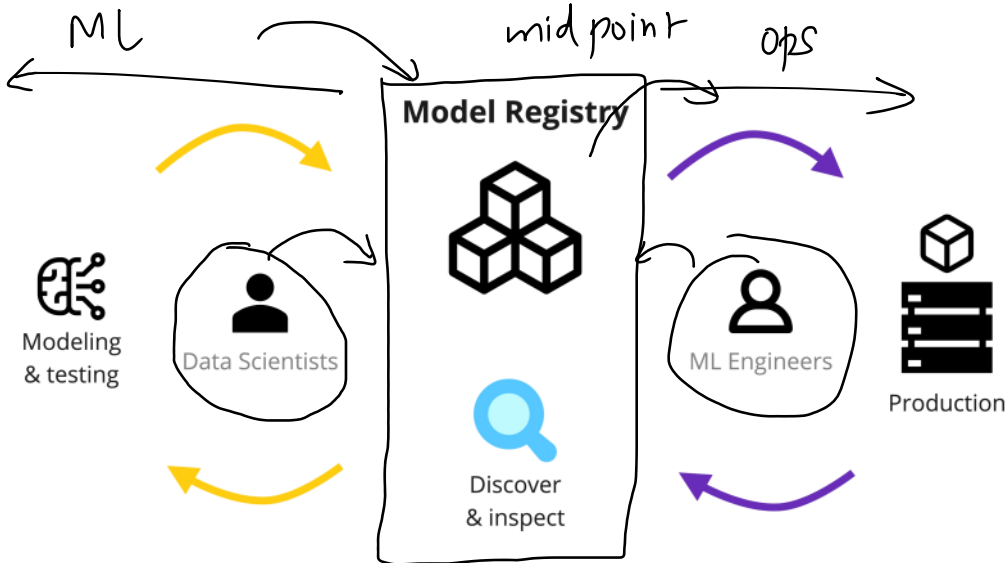 ML
midpoint
ops
Model Registry
Modeling
& testing
Data Scientists
ML Engineers
Production
Discover
& inspect